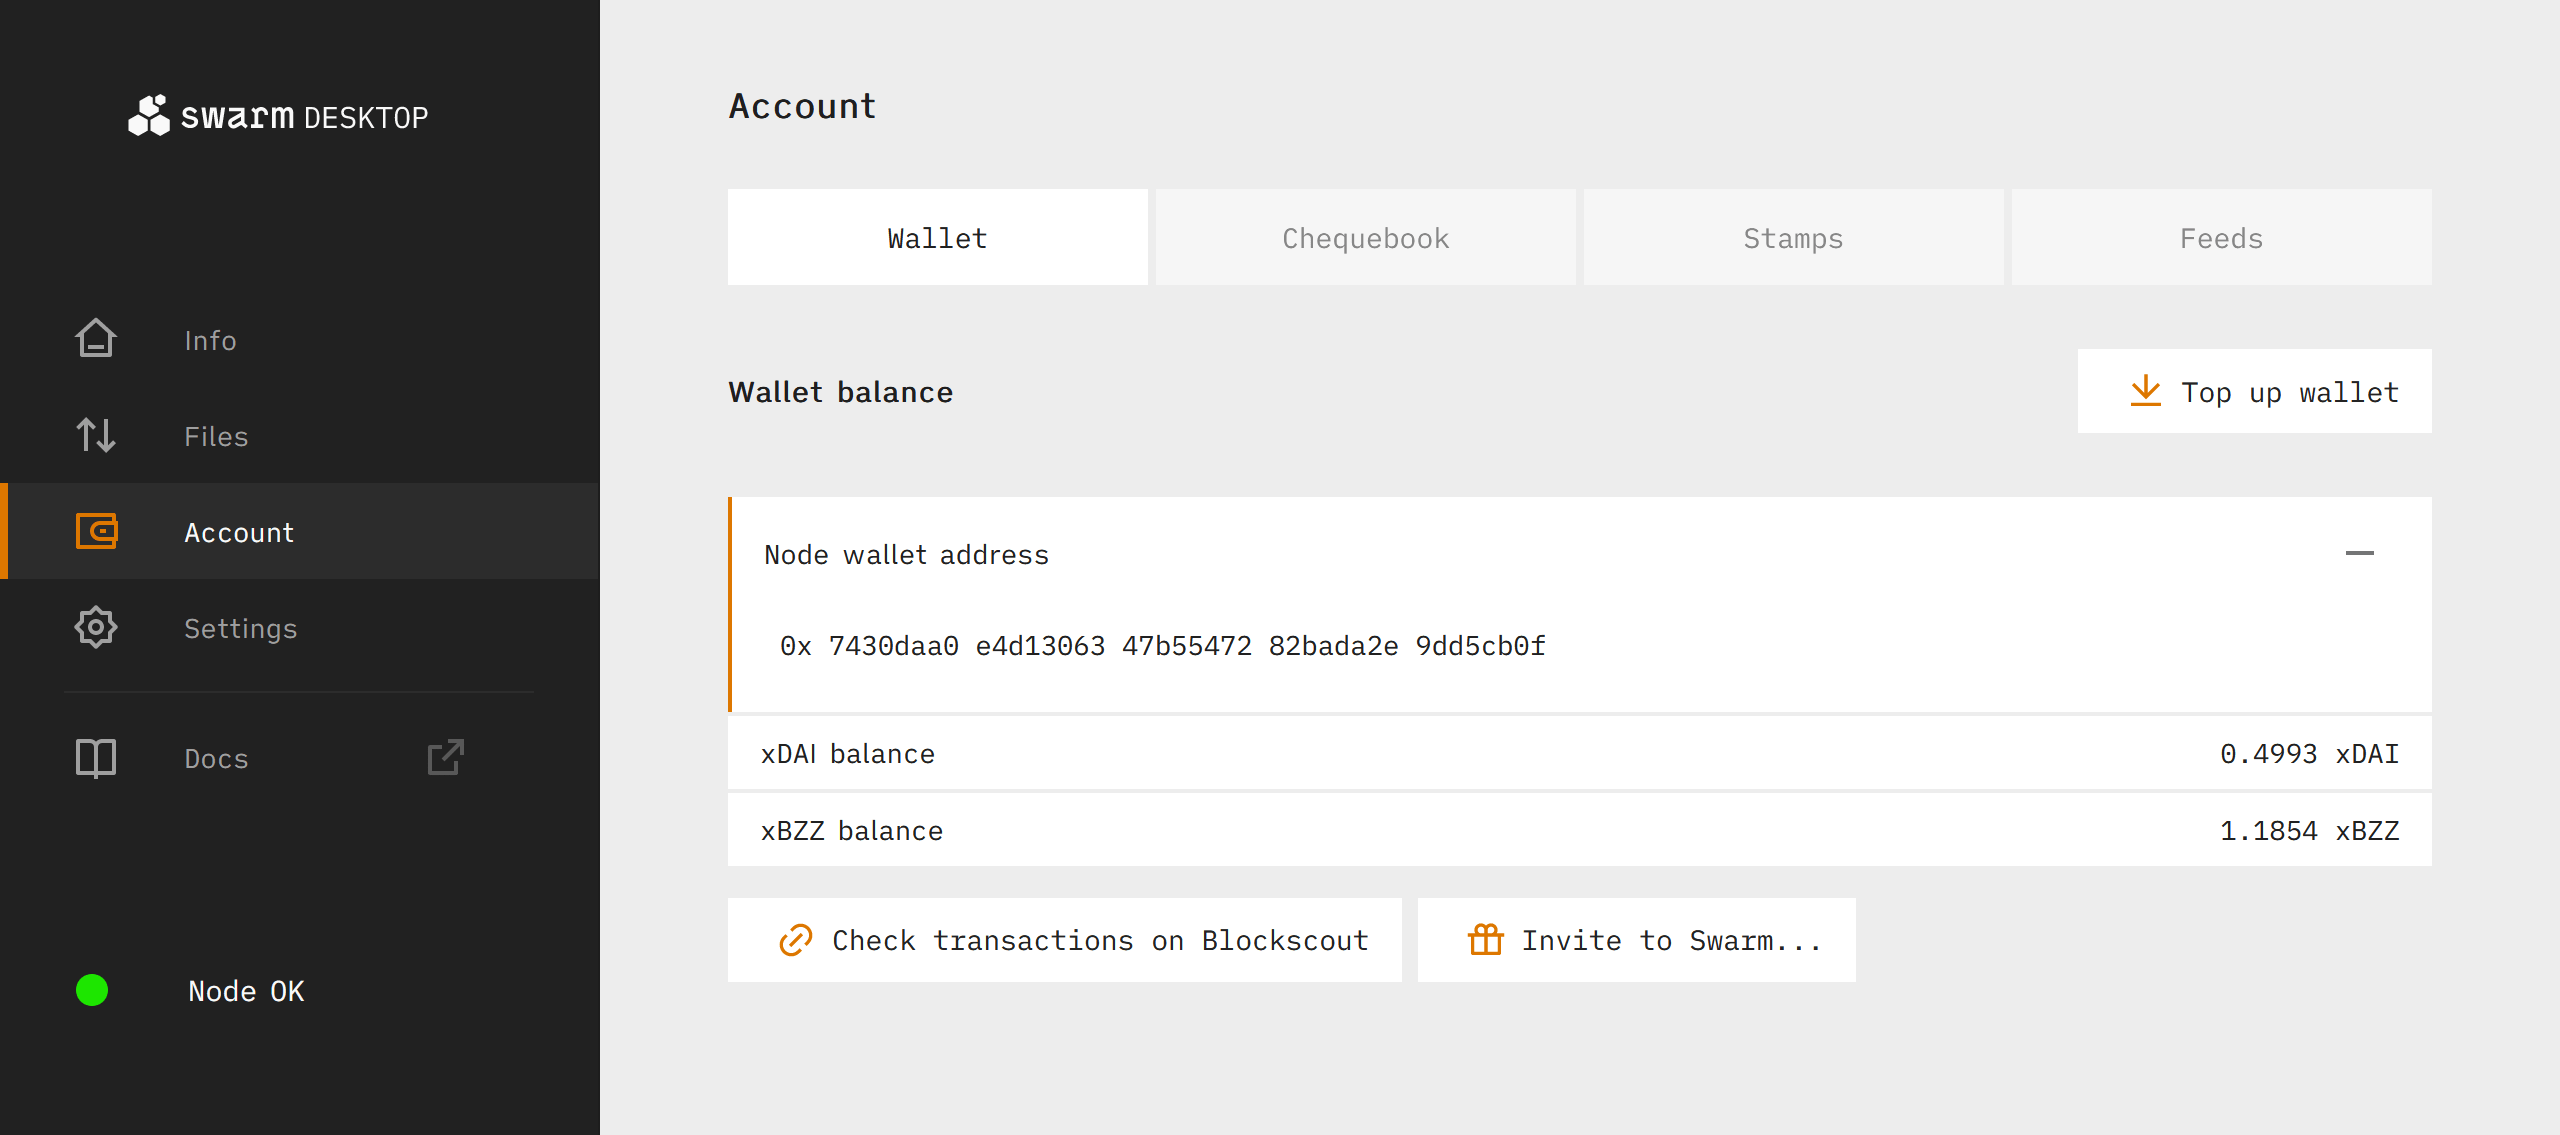 swarm DESKTOP
Info
Files
Account
Settings
Docs
Node OK
Account
Wallet Chequebook Stamps Feeds
Wallet balance
Top up wallet
Node wallet address
0x 7430daa0 e4d13063 47b55472 82bada2e 9dd5cb0f
xDAI balance 0.4993 xDAI
xBZZ balance 1.1854 xBZZ
Check transactions on Blockscout
Invite to Swarm...